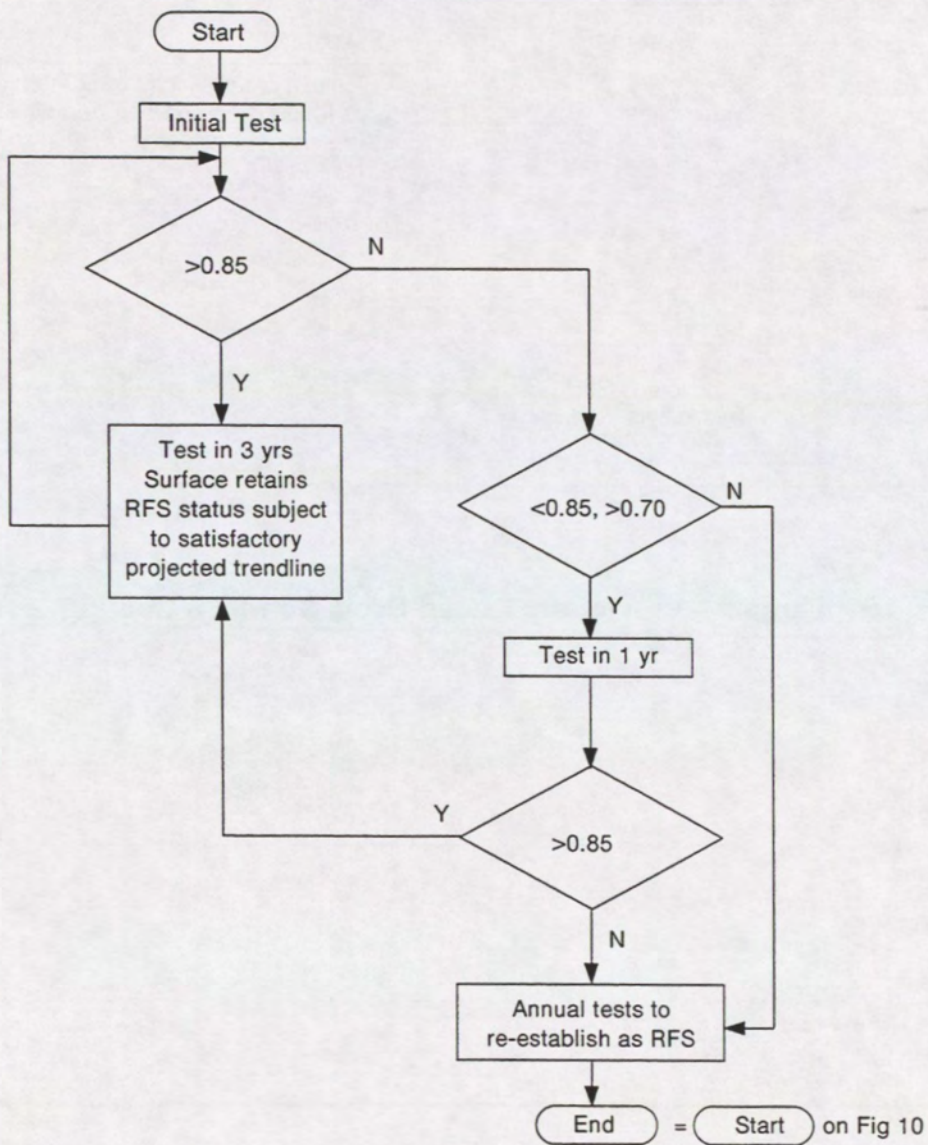 Start
Initial Test
>0.85
N
Y
Test in 3 yrs
Surface retains
RFS status subject
to satisfactory
projected trendline
<0.85, >0.70
N
Y
Test in 1 yr
>0.85
Y
N
Annual tests to
re-establish as RFS
End = Start on Fig 10